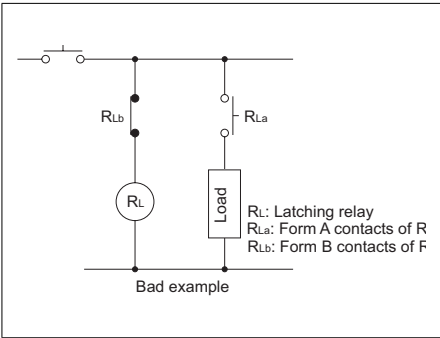 RLb
RLa
RL
Load
RL: Latching relay
RLa: Form A contacts of R
RLb: Form B contacts of R
Bad example